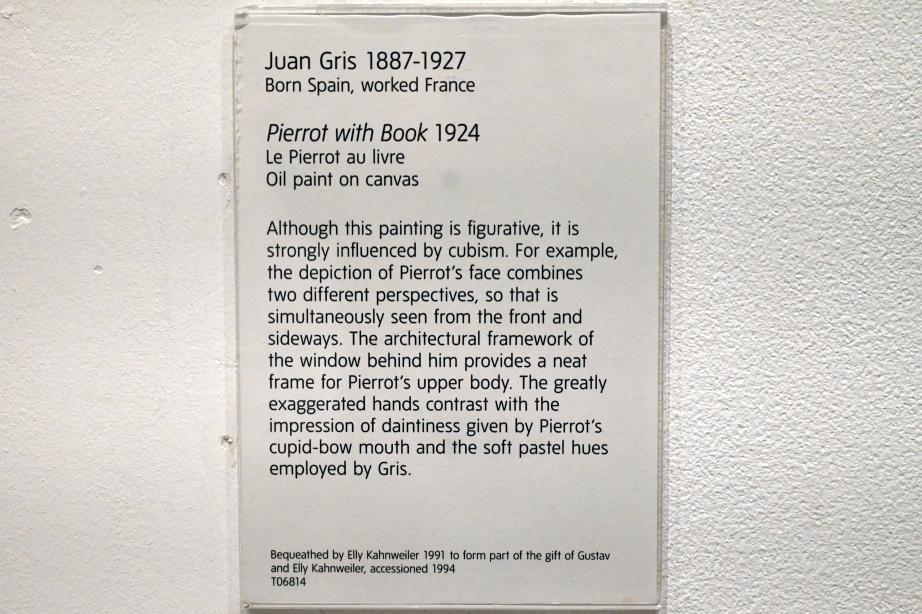 Juan Gris 1887-1927
Born Spain, worked France
Pierrot with Book 1924
Le Pierrot au livre
Oil paint on canvas
Although this painting is figurative, it is
strongly influenced by cubism. For example,
the depiction of Pierrot's face combines
two different perspectives, so that is
simultaneously seen from the front and
sideways. The architectural framework of
the window behind him provides a neat
frame for Pierrot's upper body. The greatly
exaggerated hands contrast with the
impression of daintiness given by Pierrot's
cupid-bow mouth and the soft pastel hues
employed by Gris.
Bequeathed by Elly Kahnweiler 1991 to form part of the gift of Gustav
and Elly Kahnweiler, accessioned 1994
T06814